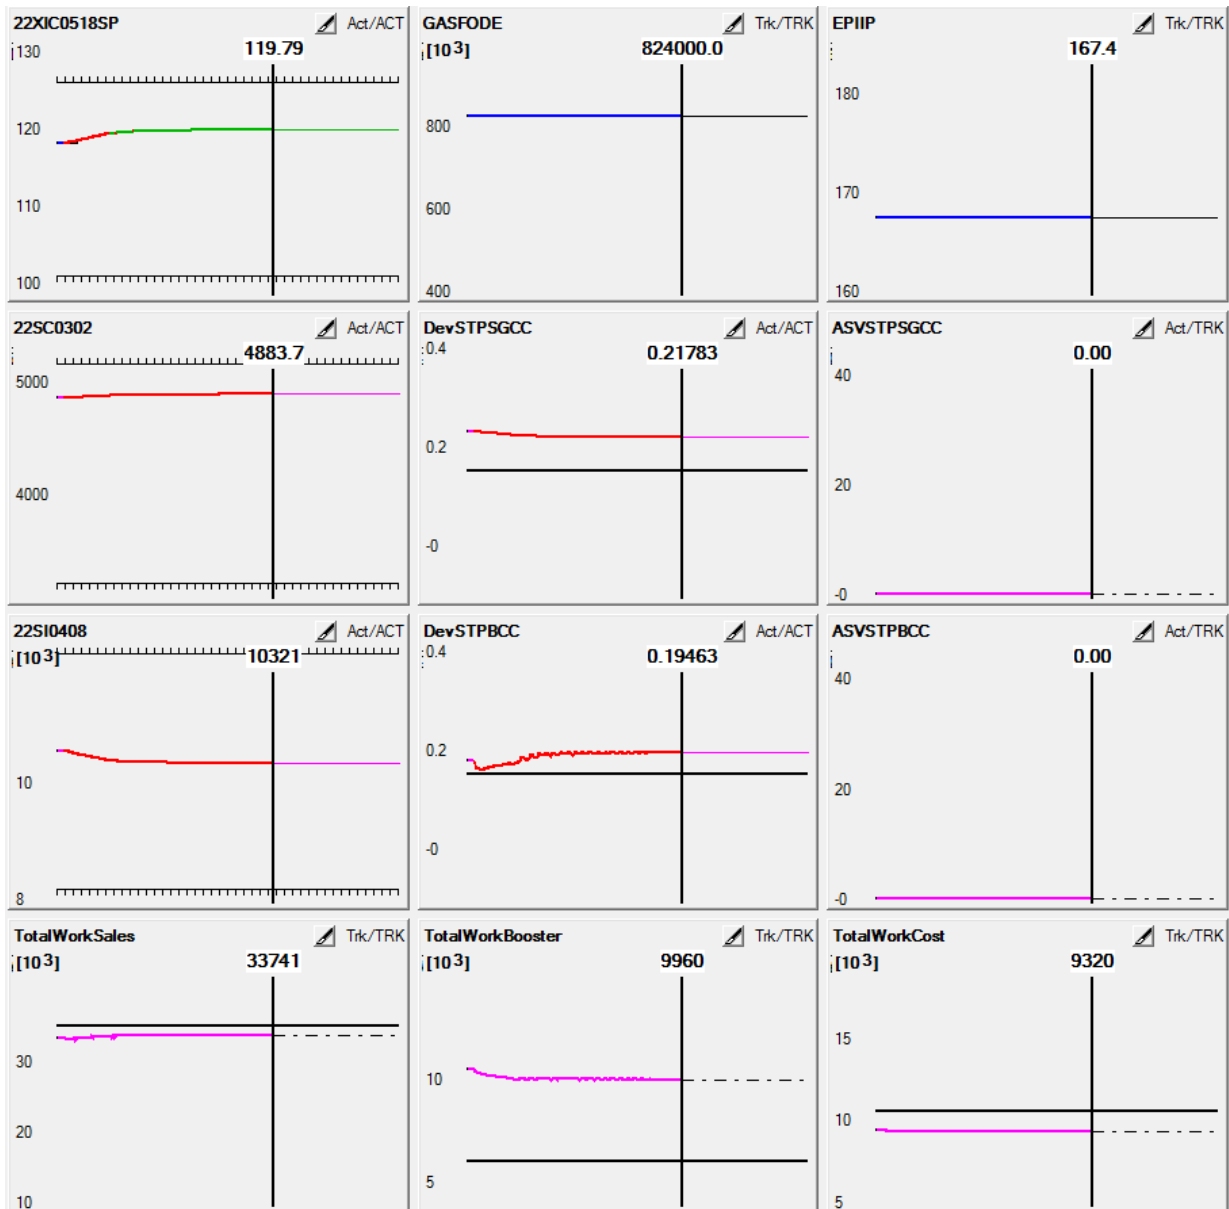 22XIC0518SP Act/ACT
130 119.79
120
110
100
GASFODE Trk/TRK
[10 3] 824000.0
800
600
400
EPIIP Trk/TRK
167.4
180
170
160
22SC0302 Act/ACT
4883.7
5000
4000
DevSTPSGCC Act/ACT
0.4 0.21783
0.2
-0
ASVSTPSGCC Act/TRK
0.00
40
20
-0
22SI0408 Act/ACT
[10 3] 10321
10
8
DevSTPBCC Act/ACT
0.4 0.19463
0.2
-0
ASVSTPBCC Act/TRK
0.00
40
20
-0
TotalWorkSales Trk/TRK
[10 3] 33741
30
20
10
TotalWorkBooster Trk/TRK
[10 3] 9960
10
5
TotalWorkCost Trk/TRK
[10 3] 9320
15
10
5